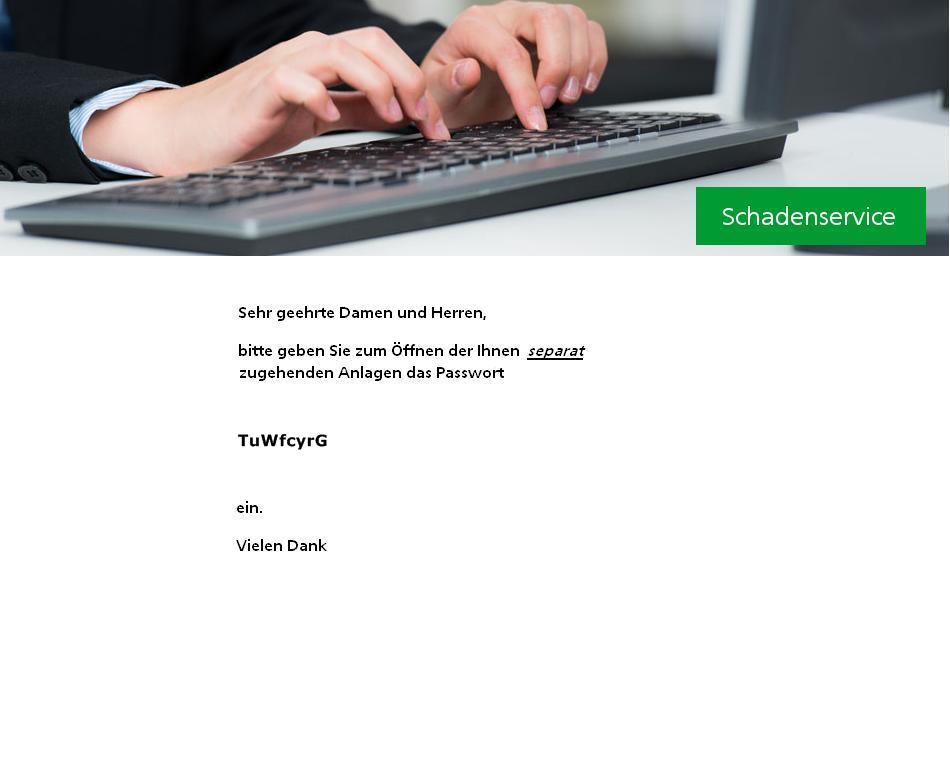 Schadenservice
Sehr geehrte Damen und Herren,
bitte geben Sie zum Öffnen der Ihnen separat
zugehenden Anlagen das Passwort
TuWfcyrG
ein.
Vielen Dank